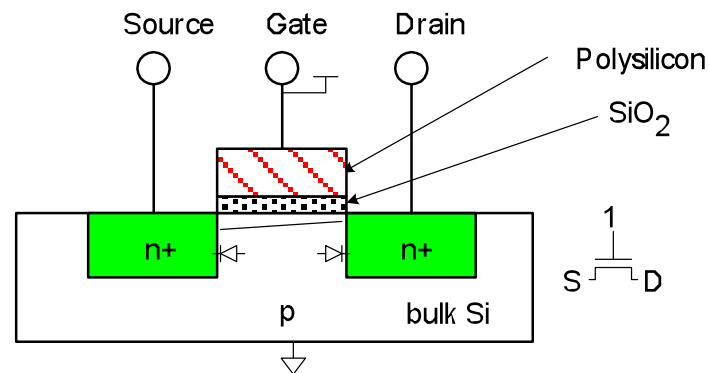 Source Gate Drain
Polysilicon
SiO2
n+ n+
1
S D
p bulk Si